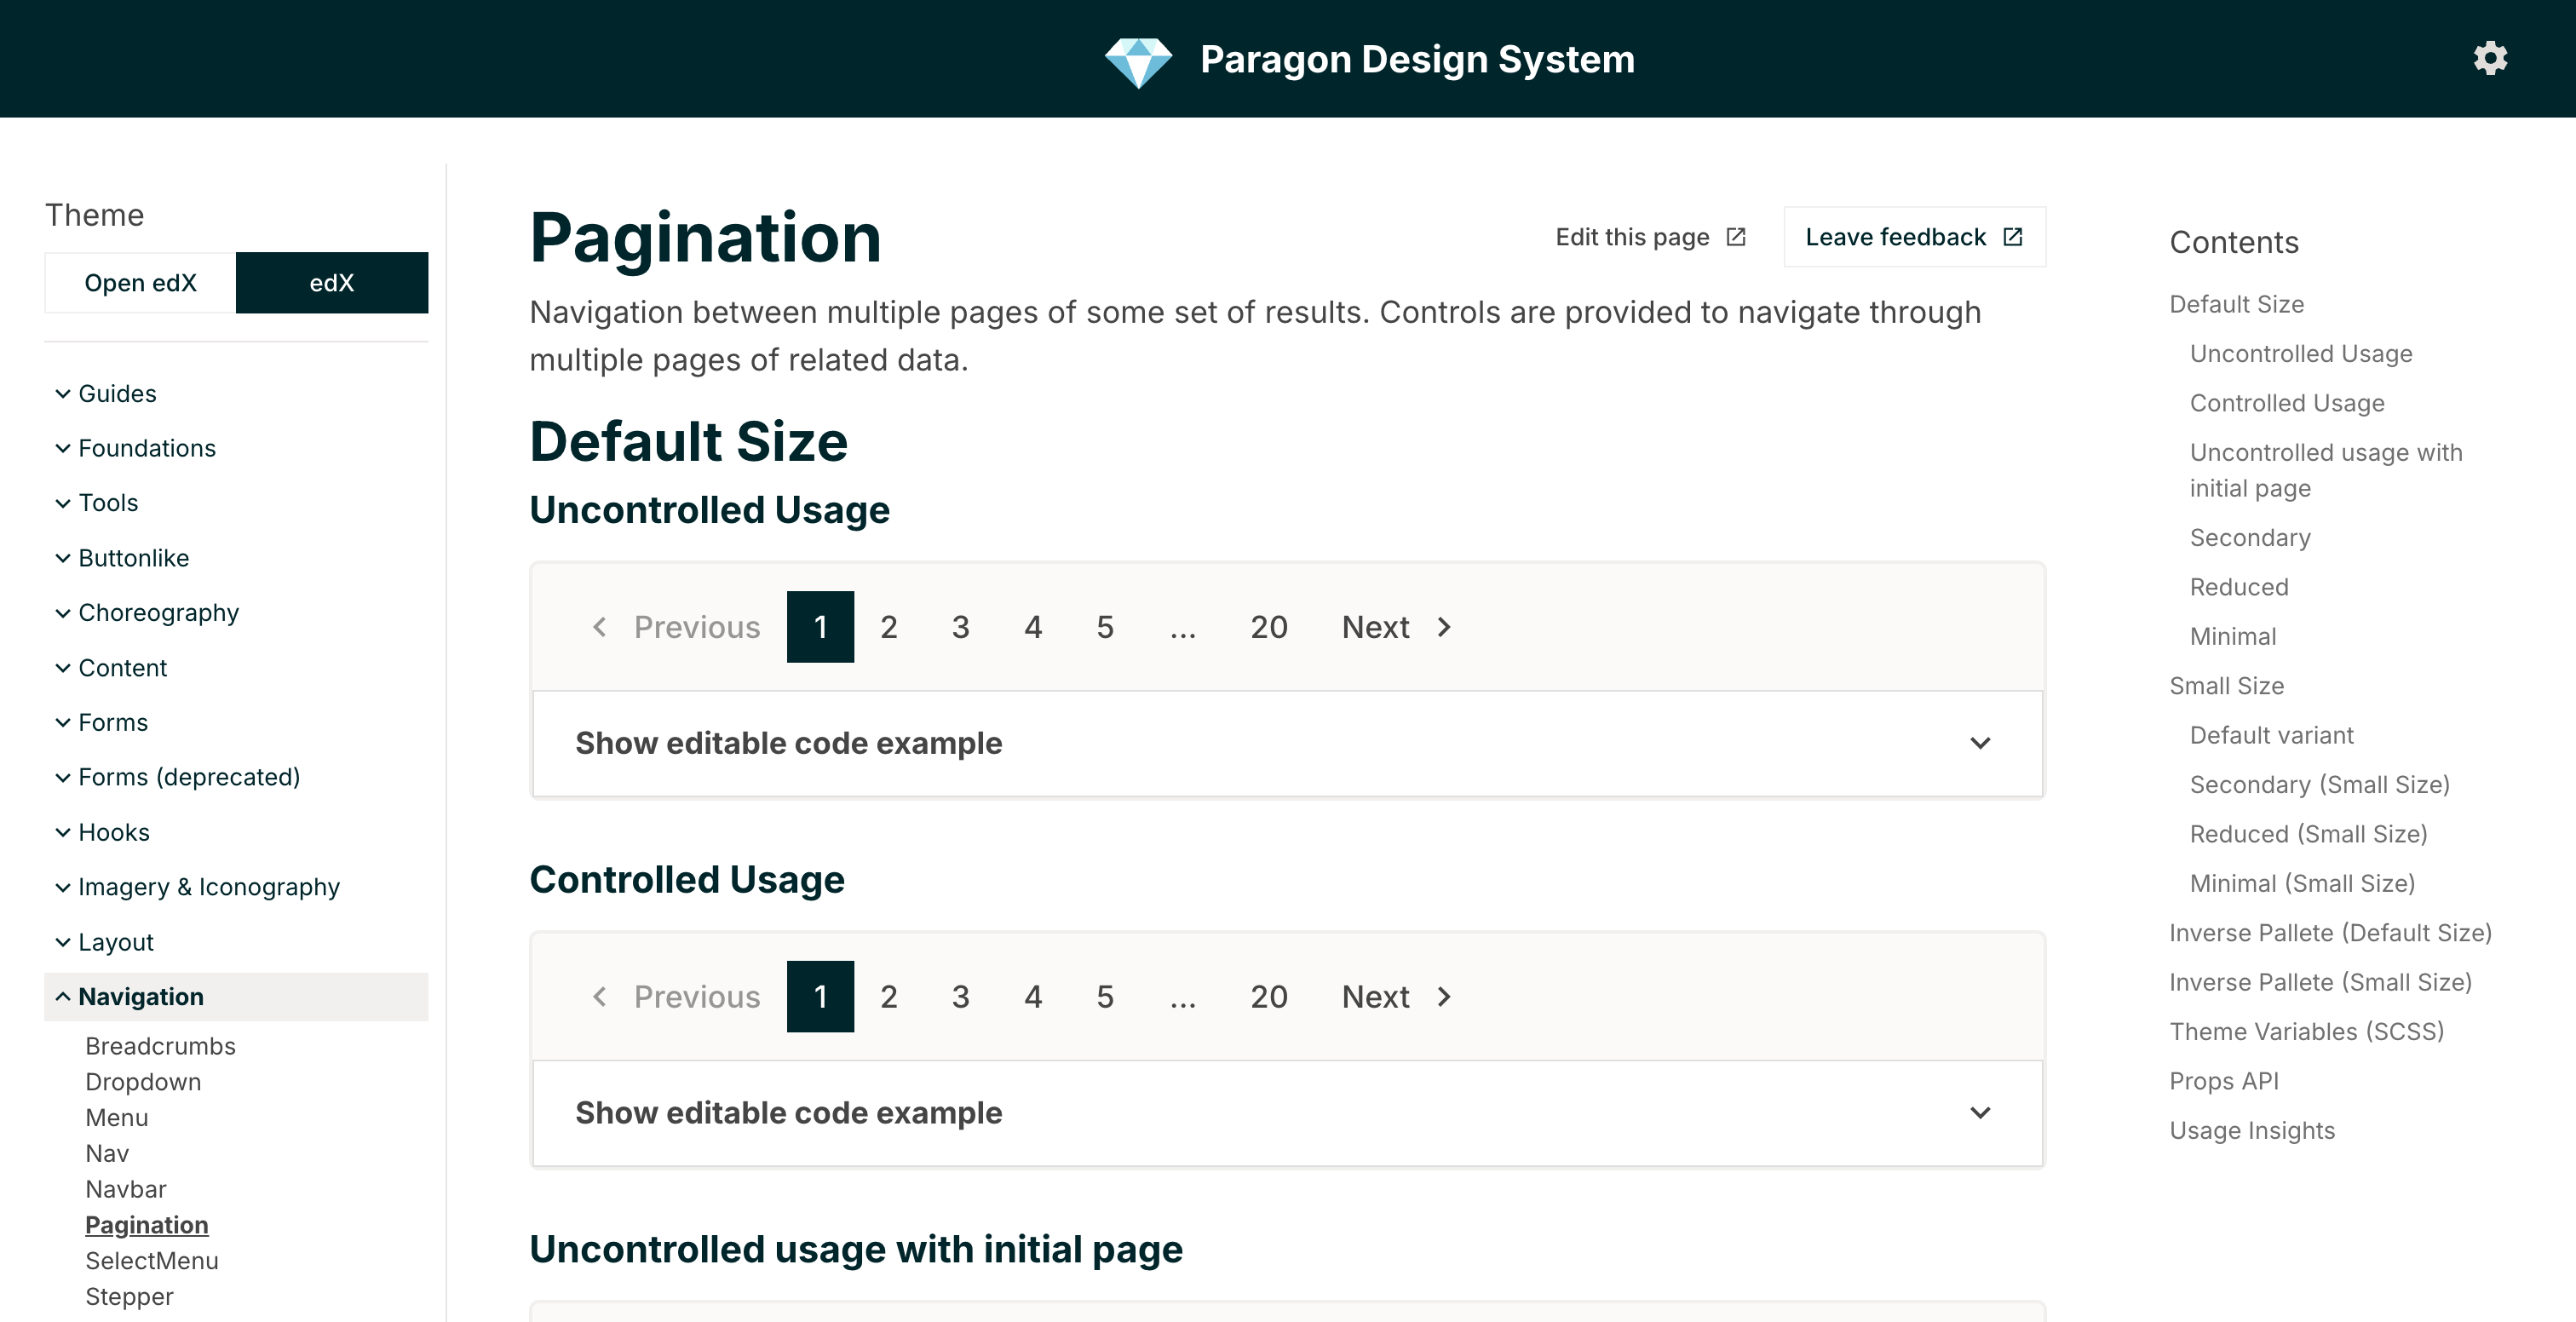 Paragon Design System
Theme
Open edX
edX
Guides
Foundations
Tools
Buttonlike
Choreography
Content
Forms
Forms (deprecated)
Hooks
Imagery & Iconography
Layout
Navigation
Breadcrumbs
Dropdown
Menu
Nav
Navbar
Pagination
SelectMenu
Stepper
Pagination
Edit this page
Leave feedback
Navigation between multiple pages of some set of results. Controls are provided to navigate through
multiple pages of related data.
Default Size
Uncontrolled Usage
Previous 1 2 3 4 5 ... 20 Next
Show editable code example
Controlled Usage
Previous 1 2 3 4 5 ... 20 Next
Show editable code example
Uncontrolled usage with initial page
Contents
Default Size
Uncontrolled Usage
Controlled Usage
Uncontrolled usage with
initial page
Secondary
Reduced
Minimal
Small Size
Default variant
Secondary (Small Size)
Reduced (Small Size)
Minimal (Small Size)
Inverse Pallete (Default Size)
Inverse Pallete (Small Size)
Theme Variables (SCSS)
Props API
Usage Insights